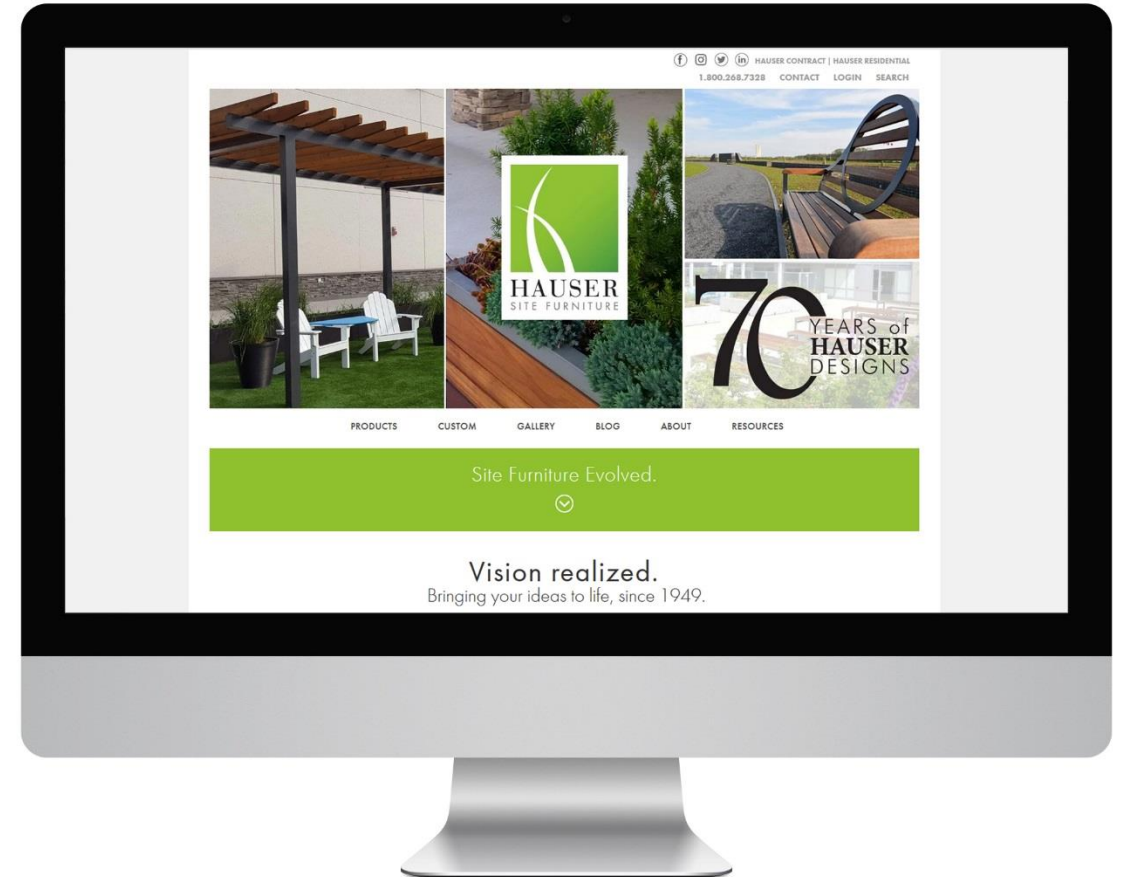 HAUSER CONTRACT | HAUSER RESIDENTIAL
1.800.268.7328 CONTACT LOGIN SEARCH
HAUSER
SITE FURNITURE
70 YEARS of
HAUSER
DESIGNS
PRODUCTS CUSTOM GALLERY BLOG ABOUT RESOURCES
Site Furniture Evolved.
Vision realized.
Bringing your ideas to life, since 1949.